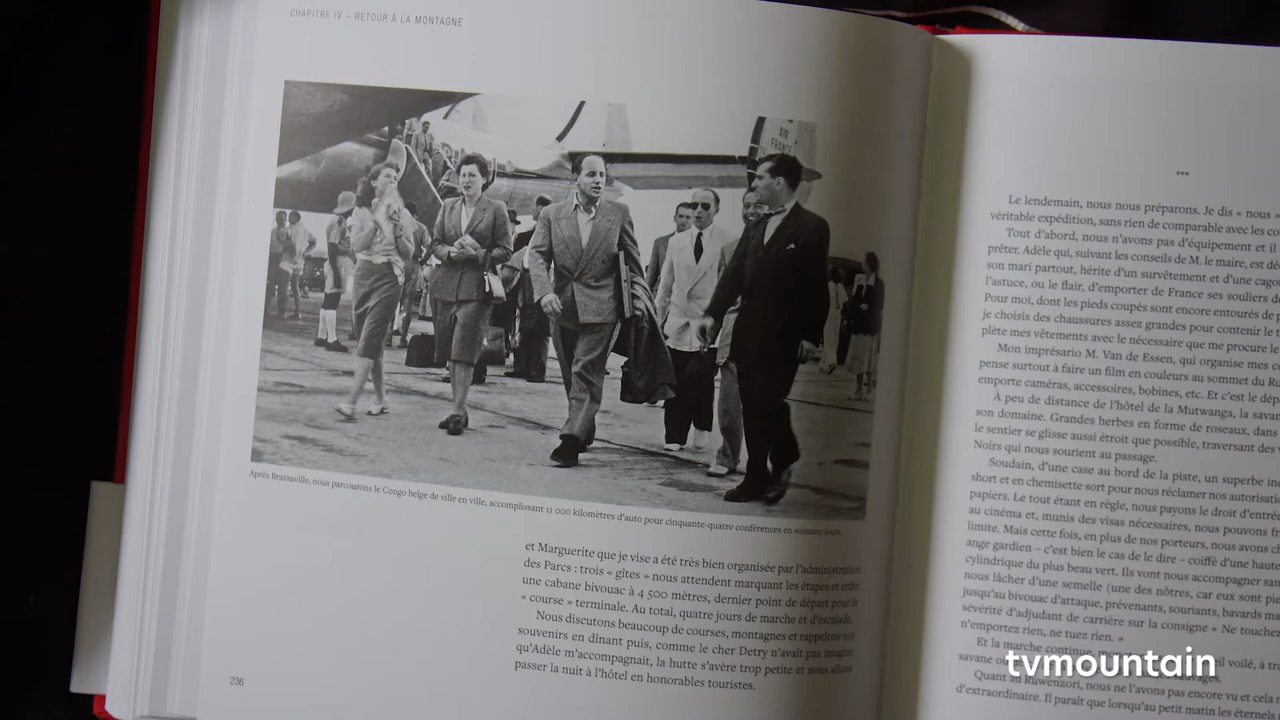 CHAPITRE IV – RETOUR À LA MONTAGNE
AIR
FRANCE
Après Brazzaville, nous parcourons le Congo belge de ville en ville, accomplissant 11 000 kilomètres d'auto pour cinquante-quatre conférences en soixante jours.
et Marguerite que je vise a été très bien organisée par l'administration
des Parcs : trois « gîtes » nous attendent marquant les étapes et enfin
une cabane bivouac à 4 500 mètres, dernier point de départ pour la
« course » terminale. Au total, quatre jours de marche et d'escalade.
Nous discutons beaucoup de courses, montagnes et rappelons nos
souvenirs en dînant puis, comme le cher Detry n'avait pas imaginé
qu'Adèle m'accompagnait, la hutte s'avère trop petite et nous allons
passer la nuit à l'hôtel en honorables touristes.
236
***
Le lendemain, nous nous préparons. Je dis « nous
véritable expédition, sans rien de comparable avec les
Tout d'abord, nous n'avons pas d'équipement et il
prêter. Adèle qui, suivant les conseils de M. le maire, est
son mari partout, hérite d'un survêtement et d'une
l'astuce, ou le flair, d'emporter de France ses souliers
Pour moi, dont les pieds coupés sont encore entourés de
je choisis des chaussures assez grandes pour contenir le
plète mes vêtements avec le nécessaire que me procure
Mon imprésario M. Van de Essen, qui organise mes
pense surtout à faire un film en couleurs au sommet du
emporte caméras, accessoires, bobines, etc. Et c'est le
À peu de distance de l'hôtel de la Mutwanga, la
son domaine. Grandes herbes en forme de roseaux, dans
le sentier se glisse aussi étroit que possible, traversant des
Noirs qui nous sourient au passage.
Soudain, d'une case au bord de la piste, un superbe
short et en chemisette sort pour nous réclamer nos
papiers. Le tout étant en règle, nous payons le droit
au cinéma et, munis des visas nécessaires, nous pouvons
limite. Mais cette fois, en plus de nos porteurs, nous avons
ange gardien – c'est bien le cas de le dire – coiffé d'une
cylindrique du plus beau vert. Ils vont nous accompagner
nous lâcher d'une semelle (une des nôtres, car eux sont
jusqu'au bivouac d'attaque, prévenants, souriants, bavards
sévérité d'adjudant de carrière sur la consigne « Ne
n'emportez rien, ne tuez rien. »
Et la marche continue, voilé, à
savane
Quant au Ruwenzori, nous ne l'avons pas encore vu et cela
d'extraordinaire. Il paraît que lorsqu'au petit matin les
tvmountain